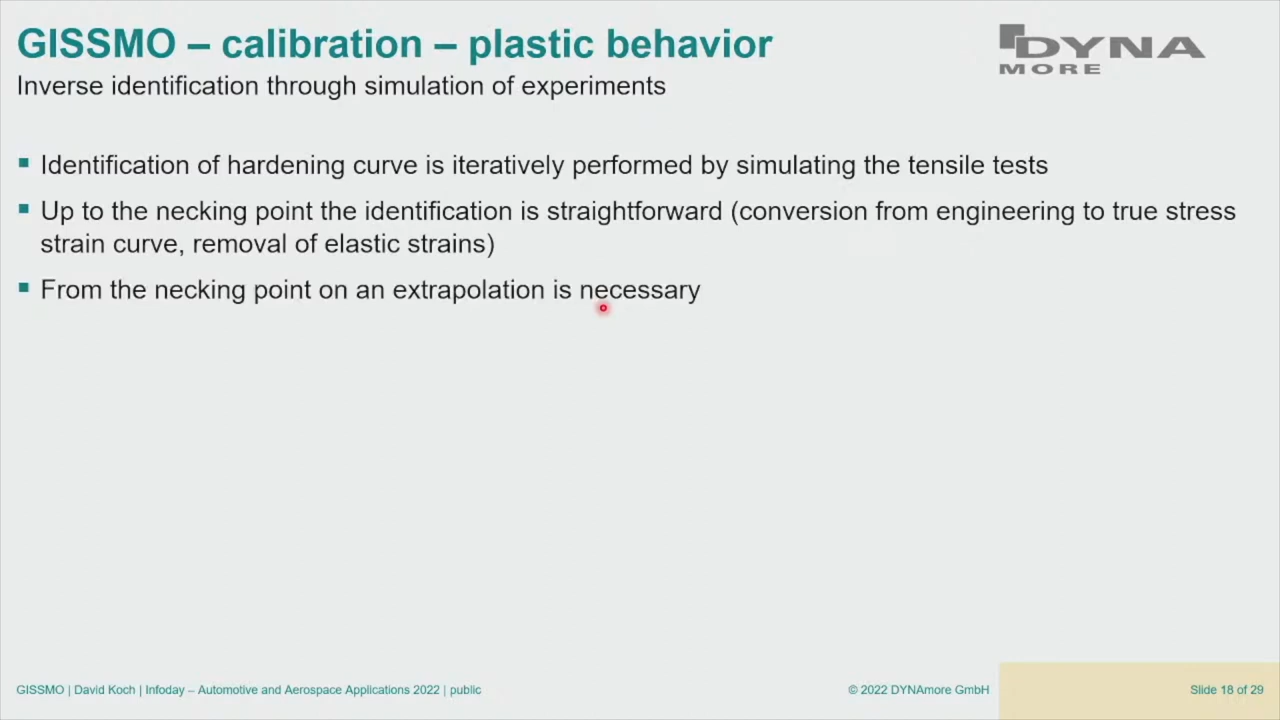 GISSMO – calibration – plastic behavior
DYNA
MORE
Inverse identification through simulation of experiments
Identification of hardening curve is iteratively performed by simulating the tensile tests
Up to the necking point the identification is straightforward (conversion from engineering to true stress
strain curve, removal of elastic strains)
From the necking point on an extrapolation is necessary
GISSMO | David Koch | Infoday – Automotive and Aerospace Applications 2022 | public
© 2022 DYNAmore GmbH
Slide 18 of 29